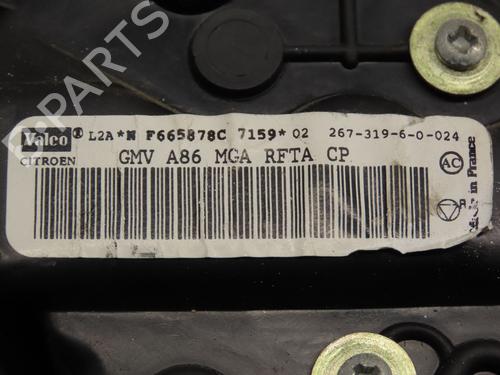 B PARTS
Valeo L2A*N F665878C 7159* 02 267-319-6-0-024
CITROEN GMV A86 MGA RFTA CP
AC
R
in France